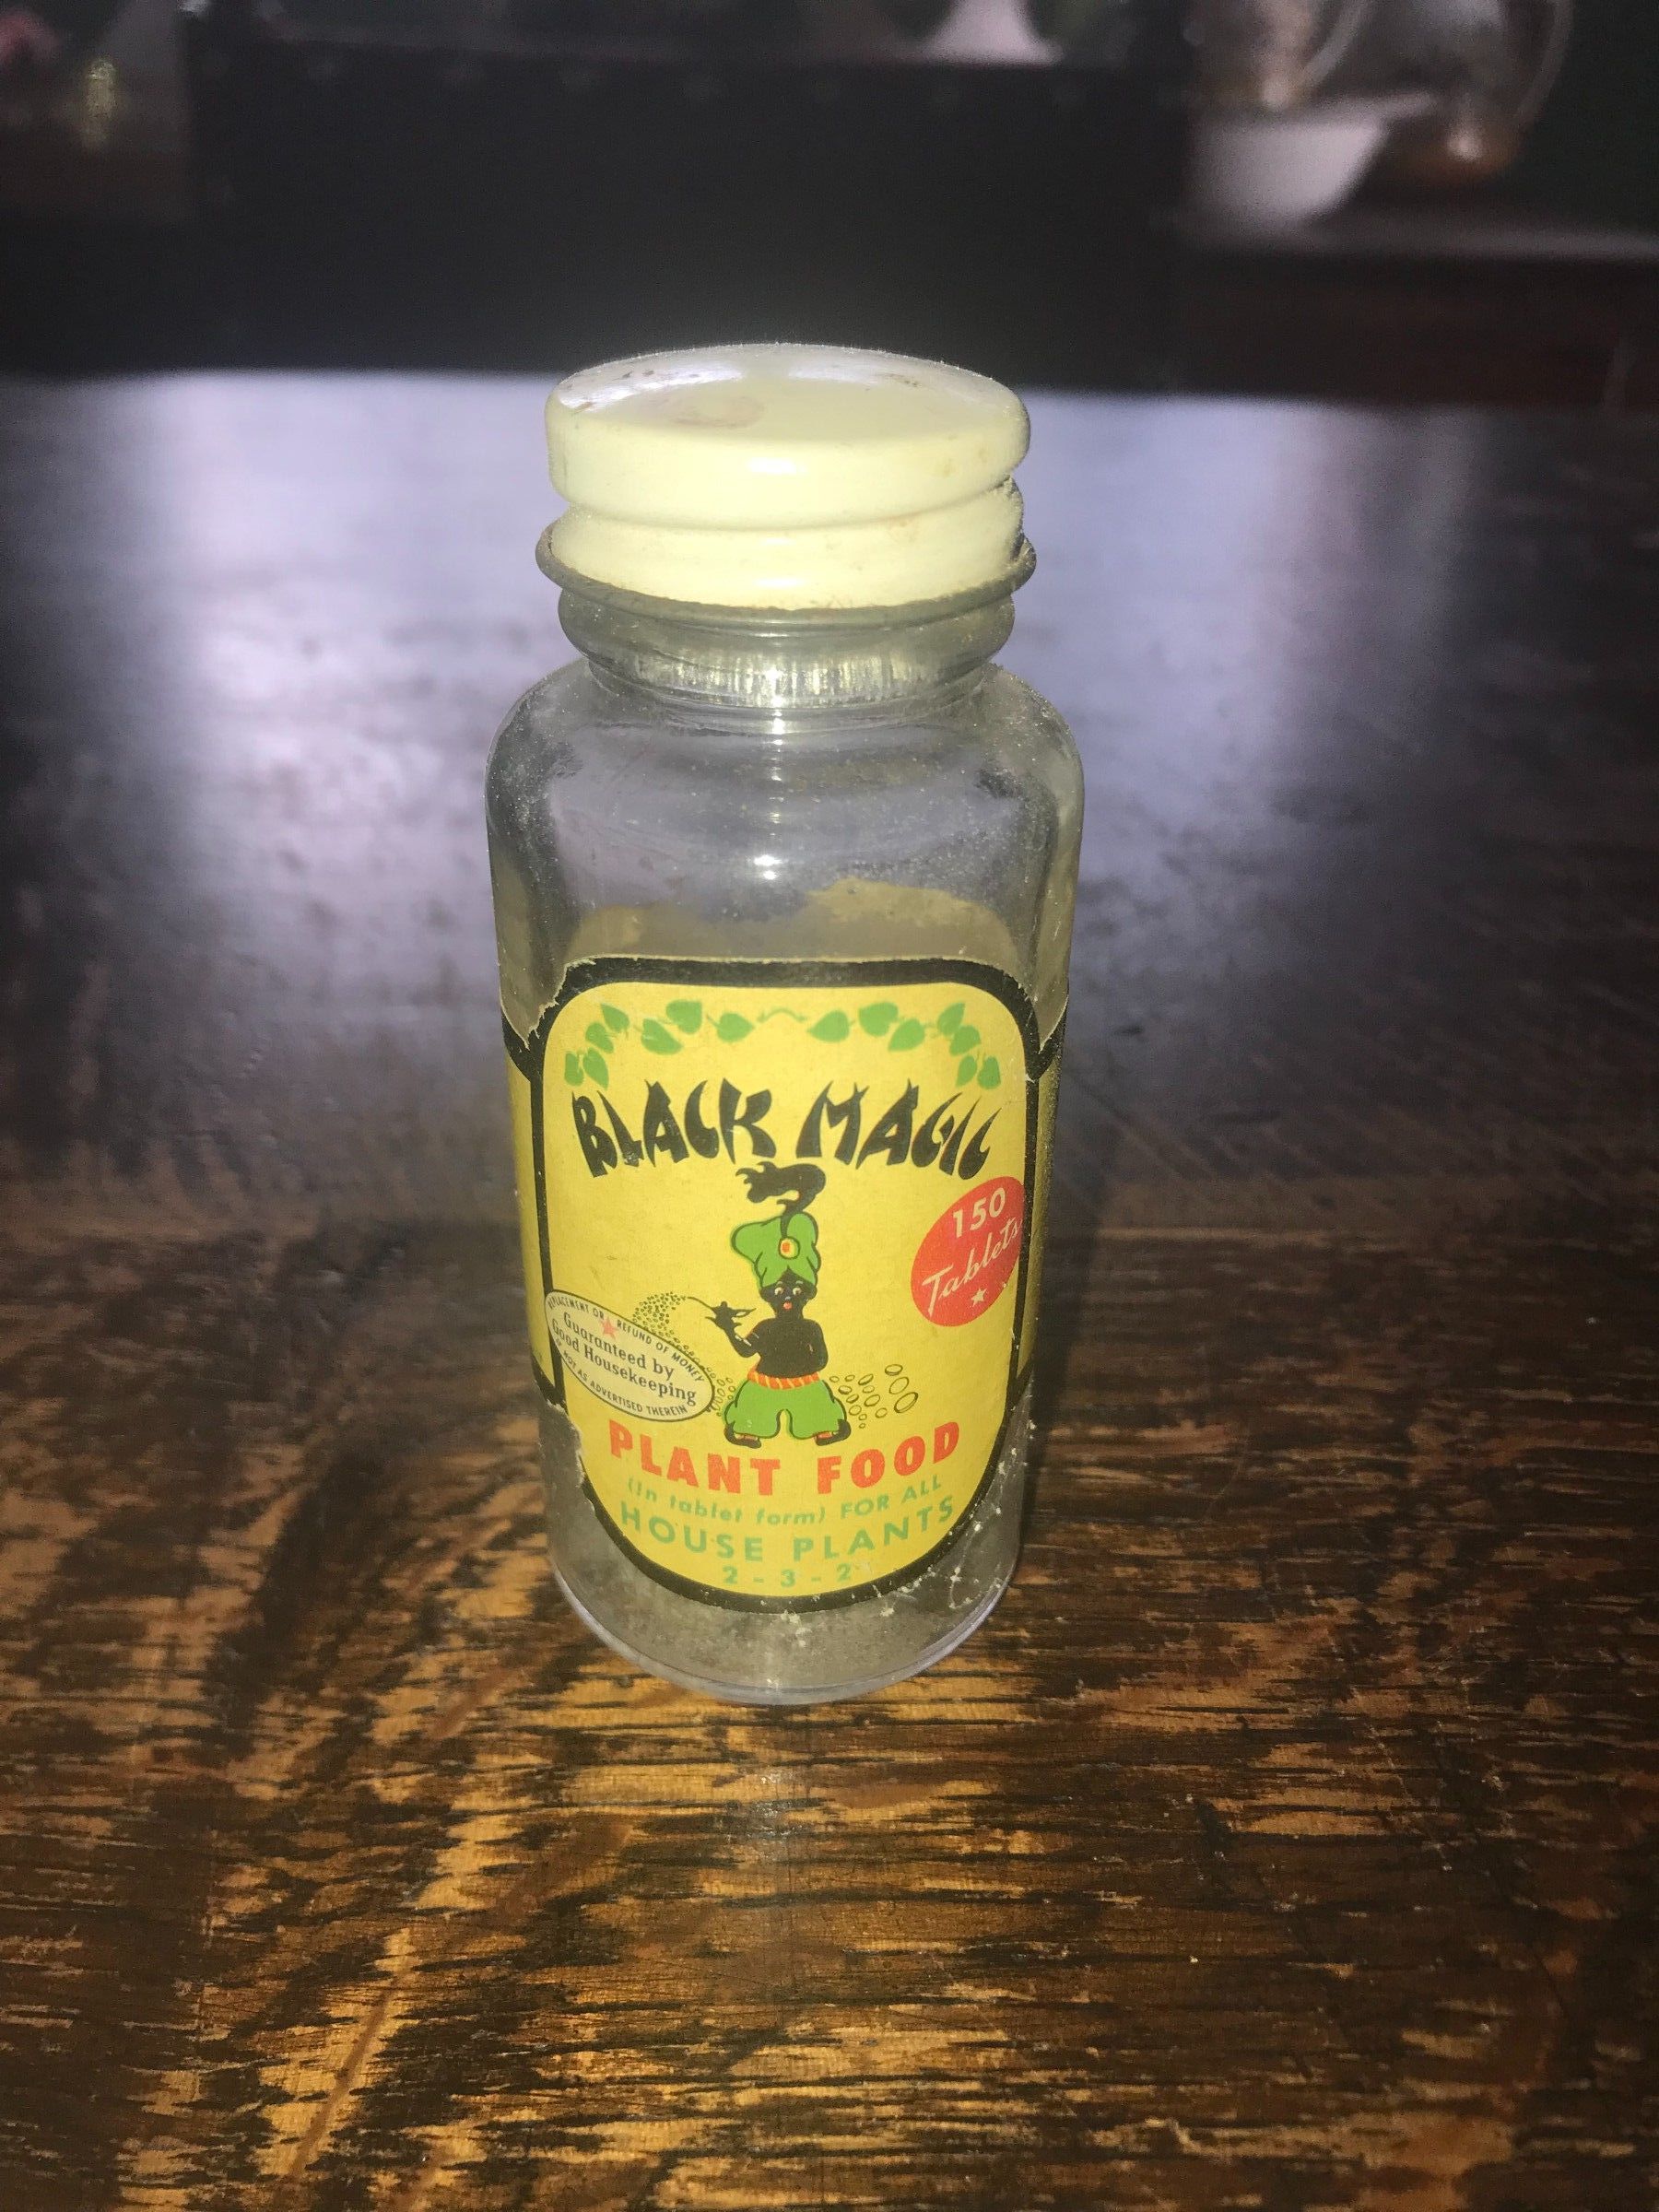 BLACK MAGIC
150
Tablets
REPLACEMENT OR REFUND OF MONEY
Guaranteed by
Good Housekeeping
IF NOT AS ADVERTISED THEREIN
PLANT FOOD
(In tablet form) FOR ALL
HOUSE PLANTS
2-3-2